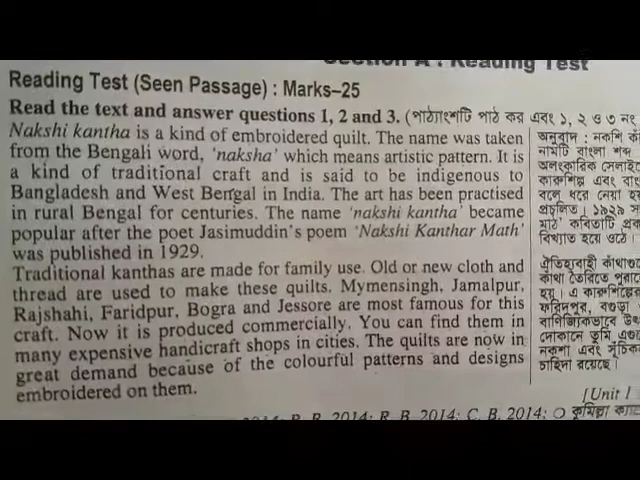 Section A : Reading Test
Reading Test (Seen Passage) : Marks–25
Read the text and answer questions 1, 2 and 3. (পাঠ্যাংশটি পাঠ কর এবং ১, ২ ও ৩ নং
Nakshi kantha is a kind of embroidered quilt. The name was taken
from the Bengali word, 'naksha' which means artistic pattern. It is
a kind of traditional craft and is said to be indigenous to
Bangladesh and West Bengal in India. The art has been practised
in rural Bengal for centuries. The name 'nakshi kantha' became
popular after the poet Jasimuddin's poem 'Nakshi Kanthar Math'
was published in 1929.
Traditional kanthas are made for family use. Old or new cloth and
thread are used to make these quilts. Mymensingh, Jamalpur,
Rajshahi, Faridpur, Bogra and Jessore are most famous for this
craft. Now it is produced commercially. You can find them in
many expensive handicraft shops in cities. The quilts are now in
great demand because of the colourful patterns and designs
embroidered on them.
অনুবাদ : নকশি
নামটি বাংলা শব্দ
অলংকারিক সেলাইয়ে
কারুশিল্প এবং
বলে ধরে নেয়া
প্রচলিত। ১৯২৯
মাঠ' কবিতাটি
বিখ্যাত হয়ে ওঠে।
ঐতিহ্যবাহী
কাঁথা তৈরিতে
হয়। এ
ফরিদপুর, বগুড়া
বাণিজ্যিকভাবে
দোকানে তুমি
নকশা এবং
চাহিদা রয়েছে।
[Unit 1
2014; R. B. 2014; C. B. 2014; কুমিল্লা